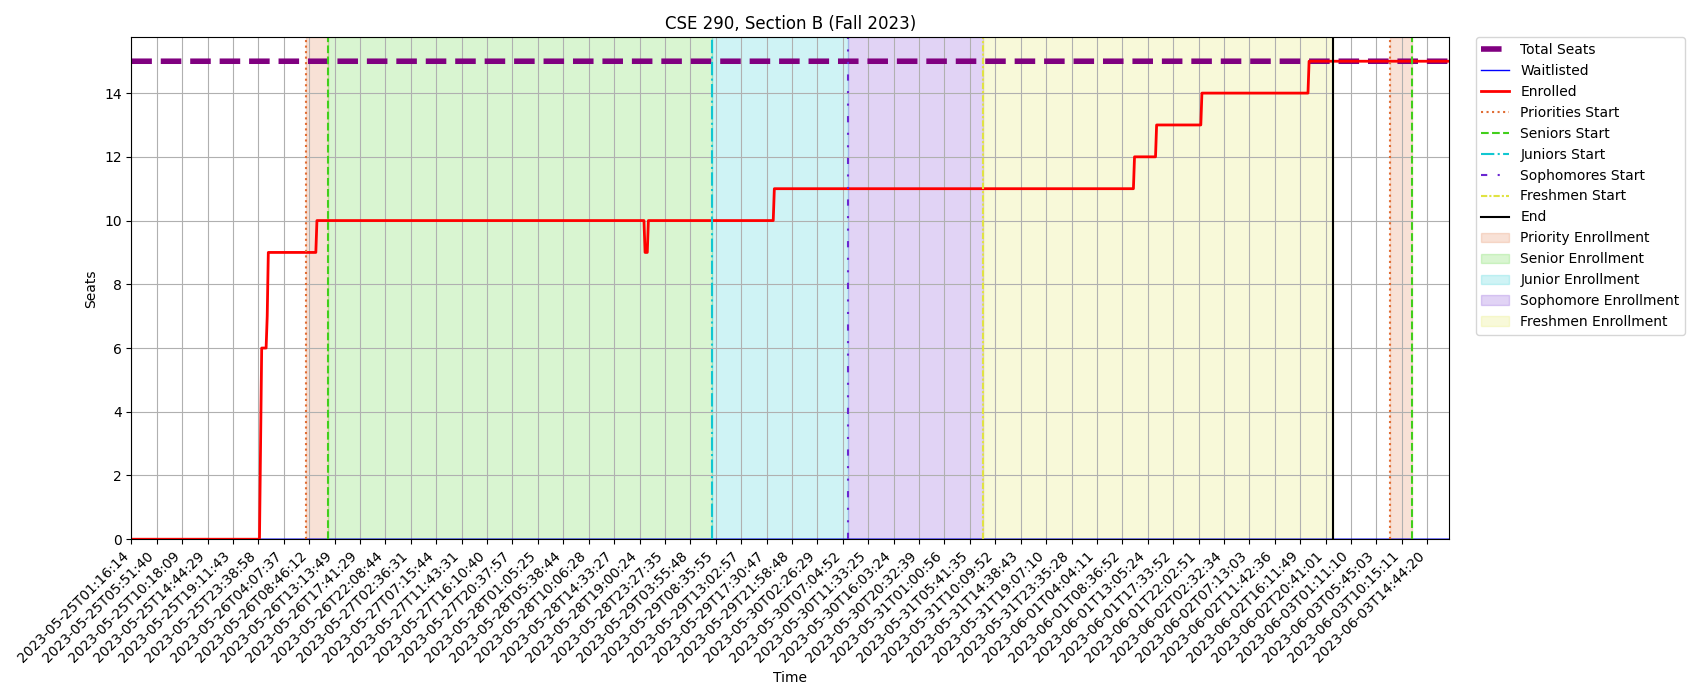 CSE 290, Section B (Fall 2023)
Seats
14
12
10
8
6
4
2
0
2023-05-25T01:16:14
2023-05-25T05:51:40
2023-05-25T10:18:09
2023-05-25T14:44:29
2023-05-25T19:11:43
2023-05-25T23:38:58
2023-05-26T04:07:37
2023-05-26T08:46:12
2023-05-26T13:13:49
2023-05-26T17:41:29
2023-05-26T22:08:44
2023-05-27T02:36:31
2023-05-27T07:15:44
2023-05-27T11:43:31
2023-05-27T16:10:40
2023-05-27T20:37:57
2023-05-28T01:05:25
2023-05-28T05:38:44
2023-05-28T10:06:28
2023-05-28T14:33:27
2023-05-28T19:00:24
2023-05-28T23:27:35
2023-05-29T03:55:48
2023-05-29T08:35:55
2023-05-29T13:02:57
2023-05-29T17:30:47
2023-05-29T21:58:48
2023-05-30T02:26:29
2023-05-30T07:04:52
2023-05-30T11:33:25
2023-05-30T16:03:24
2023-05-30T20:32:39
2023-05-31T01:00:56
2023-05-31T05:41:35
2023-05-31T10:09:52
2023-05-31T14:38:43
2023-05-31T19:07:10
2023-05-31T23:35:28
2023-06-01T04:04:11
2023-06-01T08:36:52
2023-06-01T13:05:24
2023-06-01T17:33:52
2023-06-01T22:02:51
2023-06-02T02:32:34
2023-06-02T07:13:03
2023-06-02T11:42:36
2023-06-02T16:11:49
2023-06-02T20:41:01
2023-06-03T01:11:10
2023-06-03T05:45:03
2023-06-03T10:15:11
2023-06-03T14:44:20
Time
Total Seats
Waitlisted
Enrolled
Priorities Start
Seniors Start
Juniors Start
Sophomores Start
Freshmen Start
End
Priority Enrollment
Senior Enrollment
Junior Enrollment
Sophomore Enrollment
Freshmen Enrollment